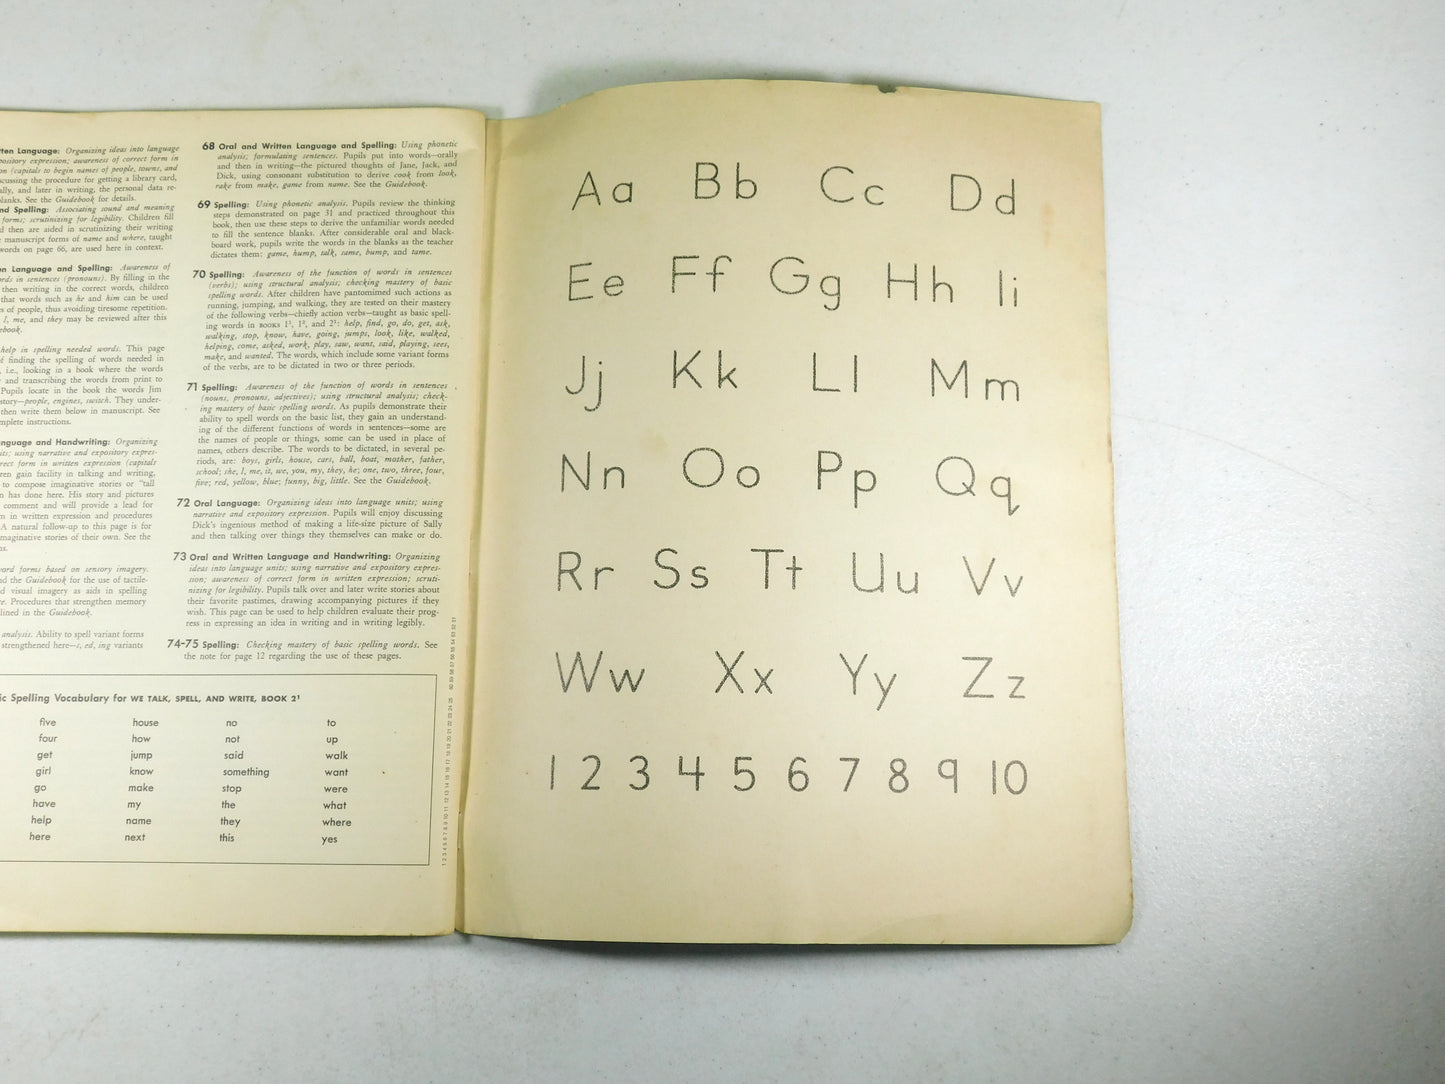 tten Language: Organizing ideas into language
pository expression; awareness of correct form in
on (capitals to begin names of people, towns, and
scussing the procedure for getting a library card,
ally, and later in writing, the personal data re-
blanks. See the Guidebook for details.
nd Spelling: Associating sound and meaning
forms; scrutinizing for legibility. Children fill
d then are aided in scrutinizing their writing
manuscript forms of name and where, taught
words on page 66, are used here in context.
en Language and Spelling: Awareness of
rds in sentences (pronouns). By filling in the
then writing in the correct words, children
that words such as he and him can be used
s of people, thus avoiding tiresome repetition.
I, me, and they may be reviewed after this
ebook.
help in spelling needed words. This page
f finding the spelling of words needed in
, i.e., looking in a book where the words
and transcribing the words from print to
Pupils locate in the book the words Jim
story—people, engines, switch. They under-
then write them below in manuscript. See
mplete instructions.
nguage and Handwriting: Organizing
its; using narrative and expository expres-
rect form in written expression (capitals
ren gain facility in talking and writing,
to compose imaginative stories or "tall
n has done here. His story and pictures
comment and will provide a lead for
m in written expression and procedures
A natural follow-up to this page is for
maginative stories of their own. See the
ns.
ord forms based on sensory imagery.
nd the Guidebook for the use of tactile-
d visual imagery as aids in spelling
e. Procedures that strengthen memory
lined in the Guidebook.
analysis. Ability to spell variant forms
strengthened here—s, ed, ing variants
68 Oral and Written Language and Spelling: Using phonetic
analysis; formulating sentences. Pupils put into words—orally
and then in writing—the pictured thoughts of Jane, Jack, and
Dick, using consonant substitution to derive cook from look,
rake from make, game from name. See the Guidebook.
69 Spelling: Using phonetic analysis. Pupils review the thinking
steps demonstrated on page 31 and practiced throughout this
book, then use these steps to derive the unfamiliar words needed
to fill the sentence blanks. After considerable oral and black-
board work, pupils write the words in the blanks as the teacher
dictates them: game, hump, talk, same, bump, and tame.
70 Spelling: Awareness of the function of words in sentences
(verbs); using structural analysis; checking mastery of basic
spelling words. After children have pantomimed such actions as
running, jumping, and walking, they are tested on their mastery
of the following verbs—chiefly action verbs—taught as basic spell-
ing words in BOOKS 1¹, 1², and 2¹: help, find, go, do, get, ask,
walking, stop, know, have, going, jumps, look, like, walked,
helping, come, asked, work, play, saw, want, said, playing, sees,
make, and wanted. The words, which include some variant forms
of the verbs, are to be dictated in two or three periods.
71 Spelling: Awareness of the function of words in sentences
(nouns, pronouns, adjectives); using structural analysis; check-
ing mastery of basic spelling words. As pupils demonstrate their
ability to spell words on the basic list, they gain an understand-
ing of the different functions of words in sentences—some are
the names of people or things, some can be used in place of
names, others describe. The words to be dictated, in several pe-
riods, are: boys, girls, house, cars, ball, boat, mother, father,
school; she, I, me, it, we, you, my, they, he; one, two, three, four,
five; red, yellow, blue; funny, big, little. See the Guidebook.
72 Oral Language: Organizing ideas into language units; using
narrative and expository expression. Pupils will enjoy discussing
Dick's ingenious method of making a life-size picture of Sally
and then talking over things they themselves can make or do.
73 Oral and Written Language and Handwriting: Organizing
ideas into language units; using narrative and expository expres-
sion; awareness of correct form in written expression; scruti-
nizing for legibility. Pupils talk over and later write stories about
their favorite pastimes, drawing accompanying pictures if they
wish. This page can be used to help children evaluate their prog-
ress in expressing an idea in writing and in writing legibly.
74-75 Spelling: Checking mastery of basic spelling words. See
the note for page 12 regarding the use of these pages.
ic Spelling Vocabulary for WE TALK, SPELL, AND WRITE, BOOK 2¹
five house no to
four how not up
get jump said walk
girl know something want
go make stop were
have my the what
help name they where
here next this yes
Aa Bb Cc Dd
Ee Ff Gg Hh Ii
Jj Kk Ll Mm
Nn Oo Pp Qq
Rr Ss Tt Uu Vv
Ww Xx Yy Zz
1 2 3 4 5 6 7 8 9 10